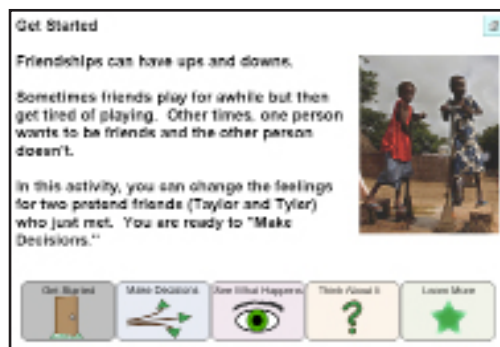 Get Started
Friendships can have ups and downs.
Sometimes friends play for awhile but then
get tired of playing.  Other times, one person
wants to be friends and the other person
doesn't.
In this activity, you can change the feelings
for two pretend friends (Taylor and Tyler)
who just met.  You are ready to "Make
Decisions."
Get Started
Make Decisions
See What Happens
Think About It
Learn More